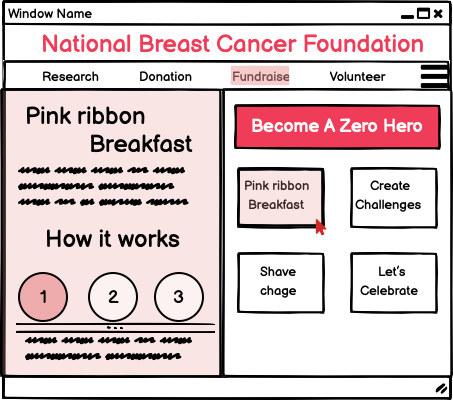 Window Name
National Breast Cancer Foundation
Research Donation Fundraise Volunteer
Pink ribbon
Breakfast
How it works
1 2 3
Become A Zero Hero
Pink ribbon
Breakfast
Create
Challenges
Shave
chage
Let's
Celebrate